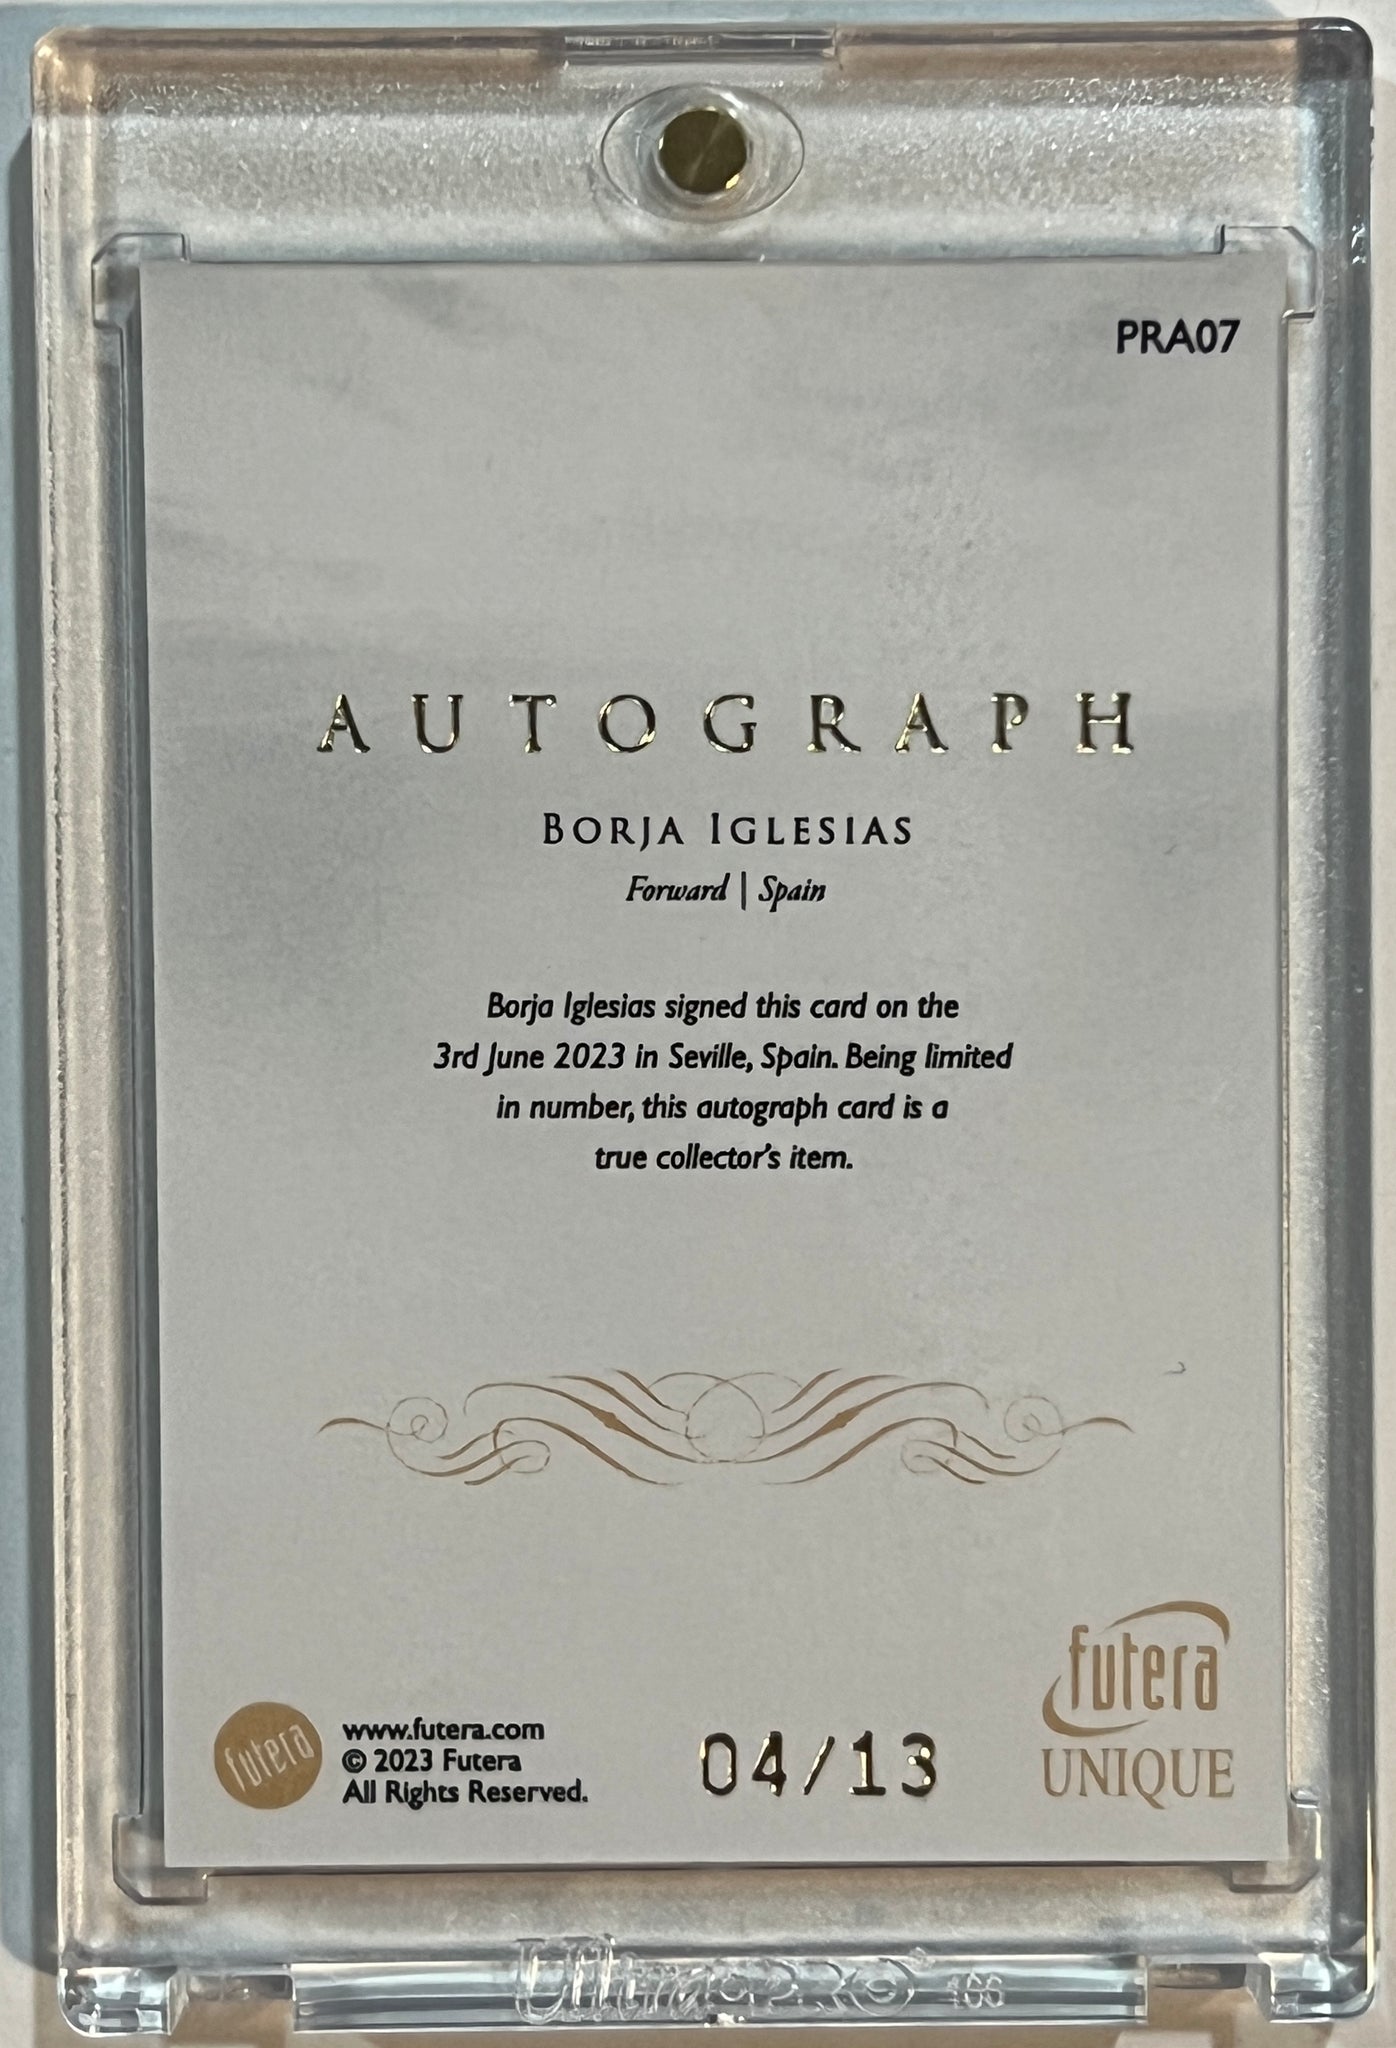 PRA07
AUTOGRAPH
BORJA IGLESIAS
Forward | Spain
Borja Iglesias signed this card on the
3rd June 2023 in Seville, Spain. Being limited
in number, this autograph card is a
true collector's item.
futera
UNIQUE
futera
www.futera.com
© 2023 Futera
All Rights Reserved.
04/13
Ultra PRO